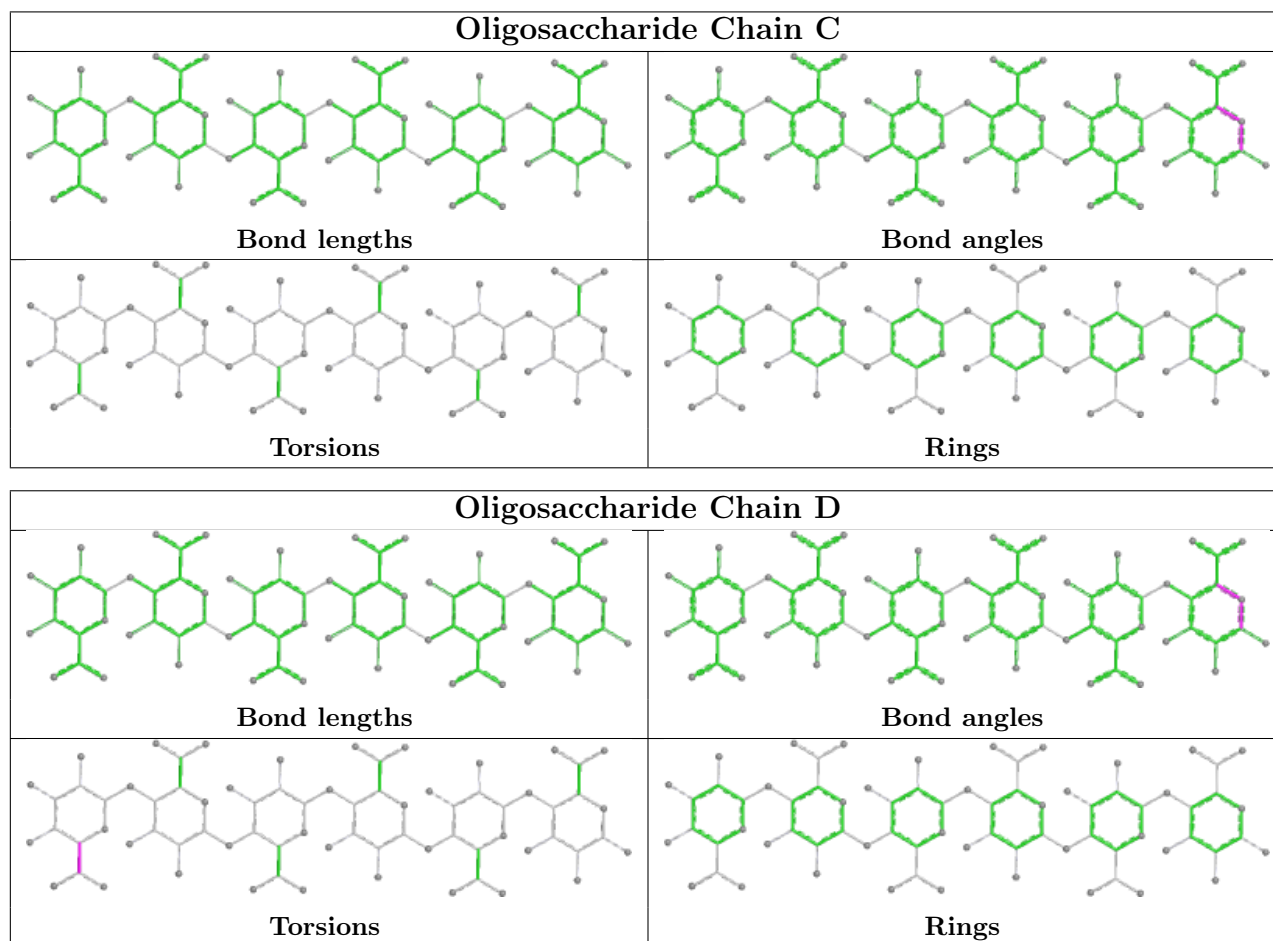 Oligosaccharide Chain C
Bond lengths
Bond angles
Torsions
Rings
Oligosaccharide Chain D
Bond lengths
Bond angles
Torsions
Rings